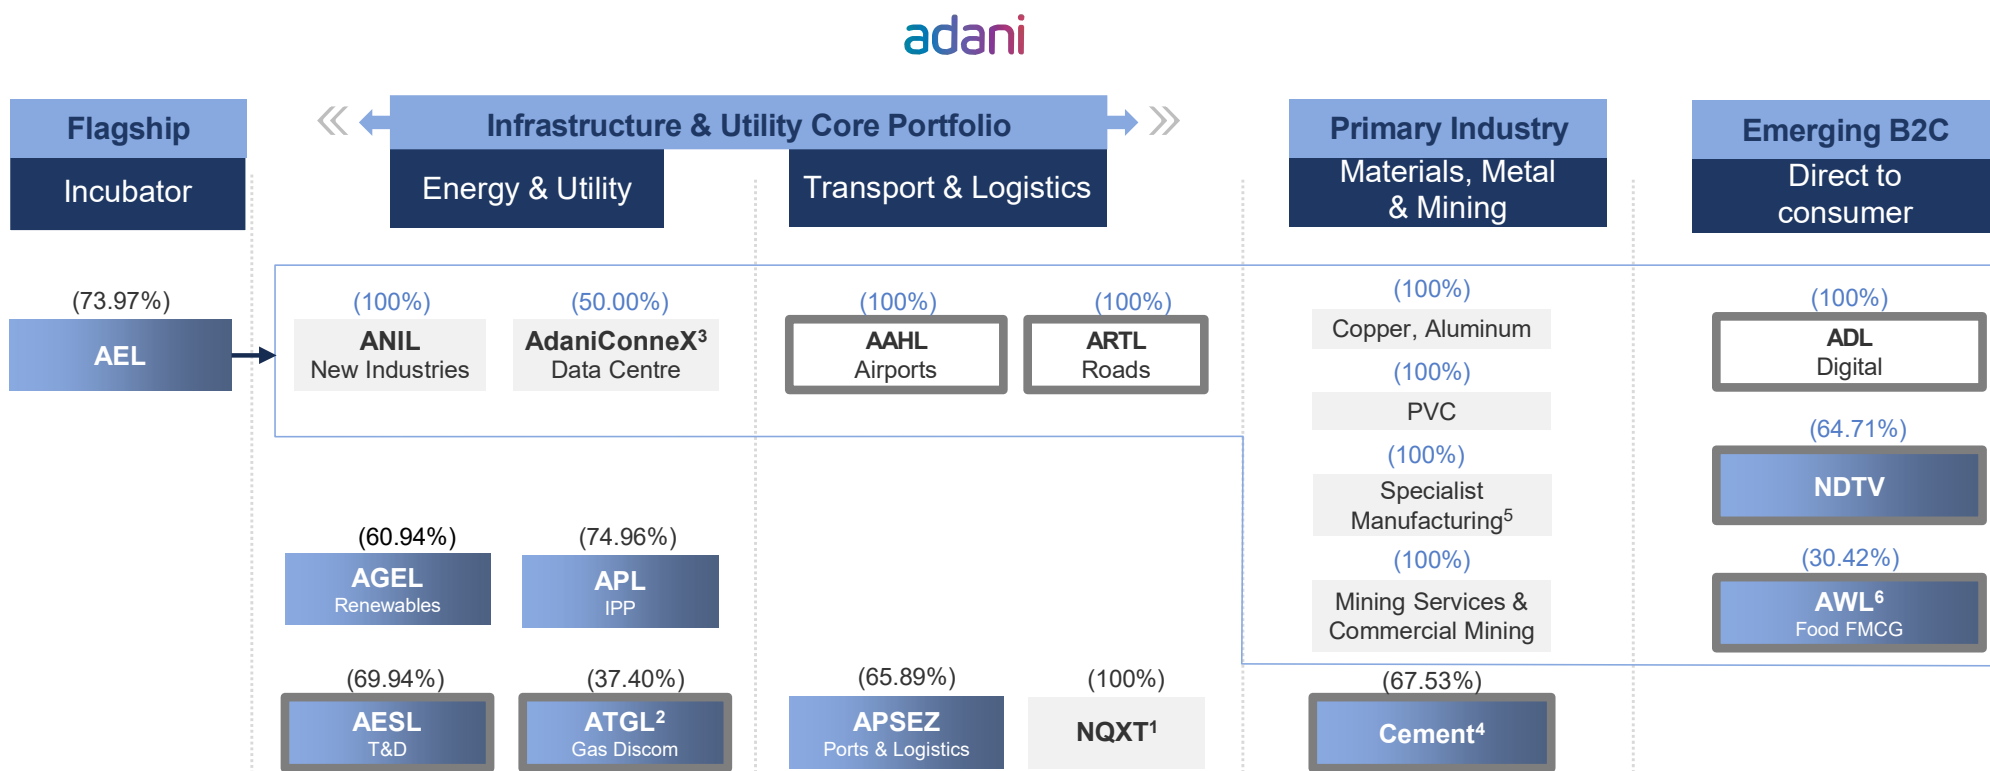 adani
Flagship
Incubator
Infrastructure & Utility Core Portfolio
Energy & Utility
Transport & Logistics
Primary Industry
Materials, Metal
& Mining
Emerging B2C
Direct to
consumer
(73.97%)
AEL
(100%)
ANIL
New Industries
(50.00%)
AdaniConneX³
Data Centre
(100%)
AAHL
Airports
(100%)
ARTL
Roads
(100%)
Copper, Aluminum
(100%)
PVC
(100%)
Specialist
Manufacturing⁵
(100%)
Mining Services &
Commercial Mining
(100%)
ADL
Digital
(64.71%)
NDTV
(30.42%)
AWL⁶
Food FMCG
(60.94%)
AGEL
Renewables
(74.96%)
APL
IPP
(69.94%)
AESL
T&D
(37.40%)
ATGL²
Gas Discom
(65.89%)
APSEZ
Ports & Logistics
(100%)
NQXT¹
(67.53%)
Cement⁴